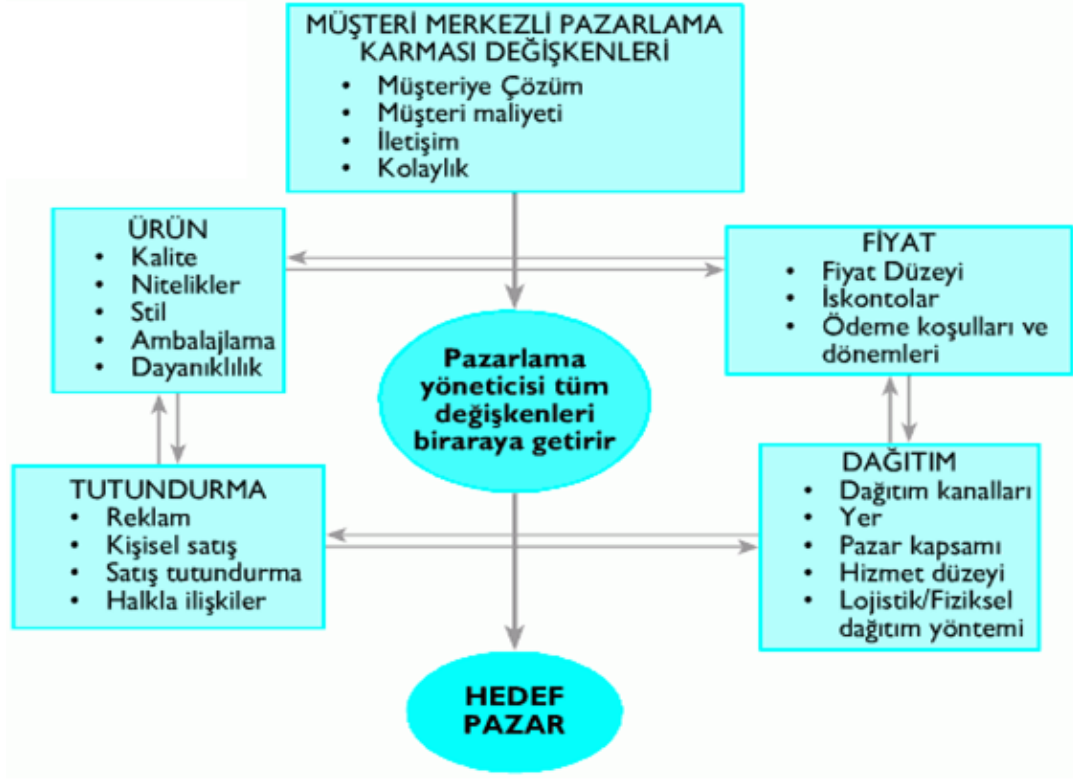 MÜŞTERİ MERKEZLİ PAZARLAMA
KARMASI DEĞİŞKENLERİ
• Müşteriye Çözüm
• Müşteri maliyeti
• İletişim
• Kolaylık
ÜRÜN
• Kalite
• Nitelikler
• Stil
• Ambalajlama
• Dayanıklılık
FİYAT
• Fiyat Düzeyi
• İskontolar
• Ödeme koşulları ve
dönemleri
Pazarlama
yöneticisi tüm
değişkenleri
biraraya getirir
TUTUNDURMA
• Reklam
• Kişisel satış
• Satış tutundurma
• Halkla ilişkiler
DAĞITIM
• Dağıtım kanalları
• Yer
• Pazar kapsamı
• Hizmet düzeyi
• Lojistik/Fiziksel
dağıtım yöntemi
HEDEF
PAZAR